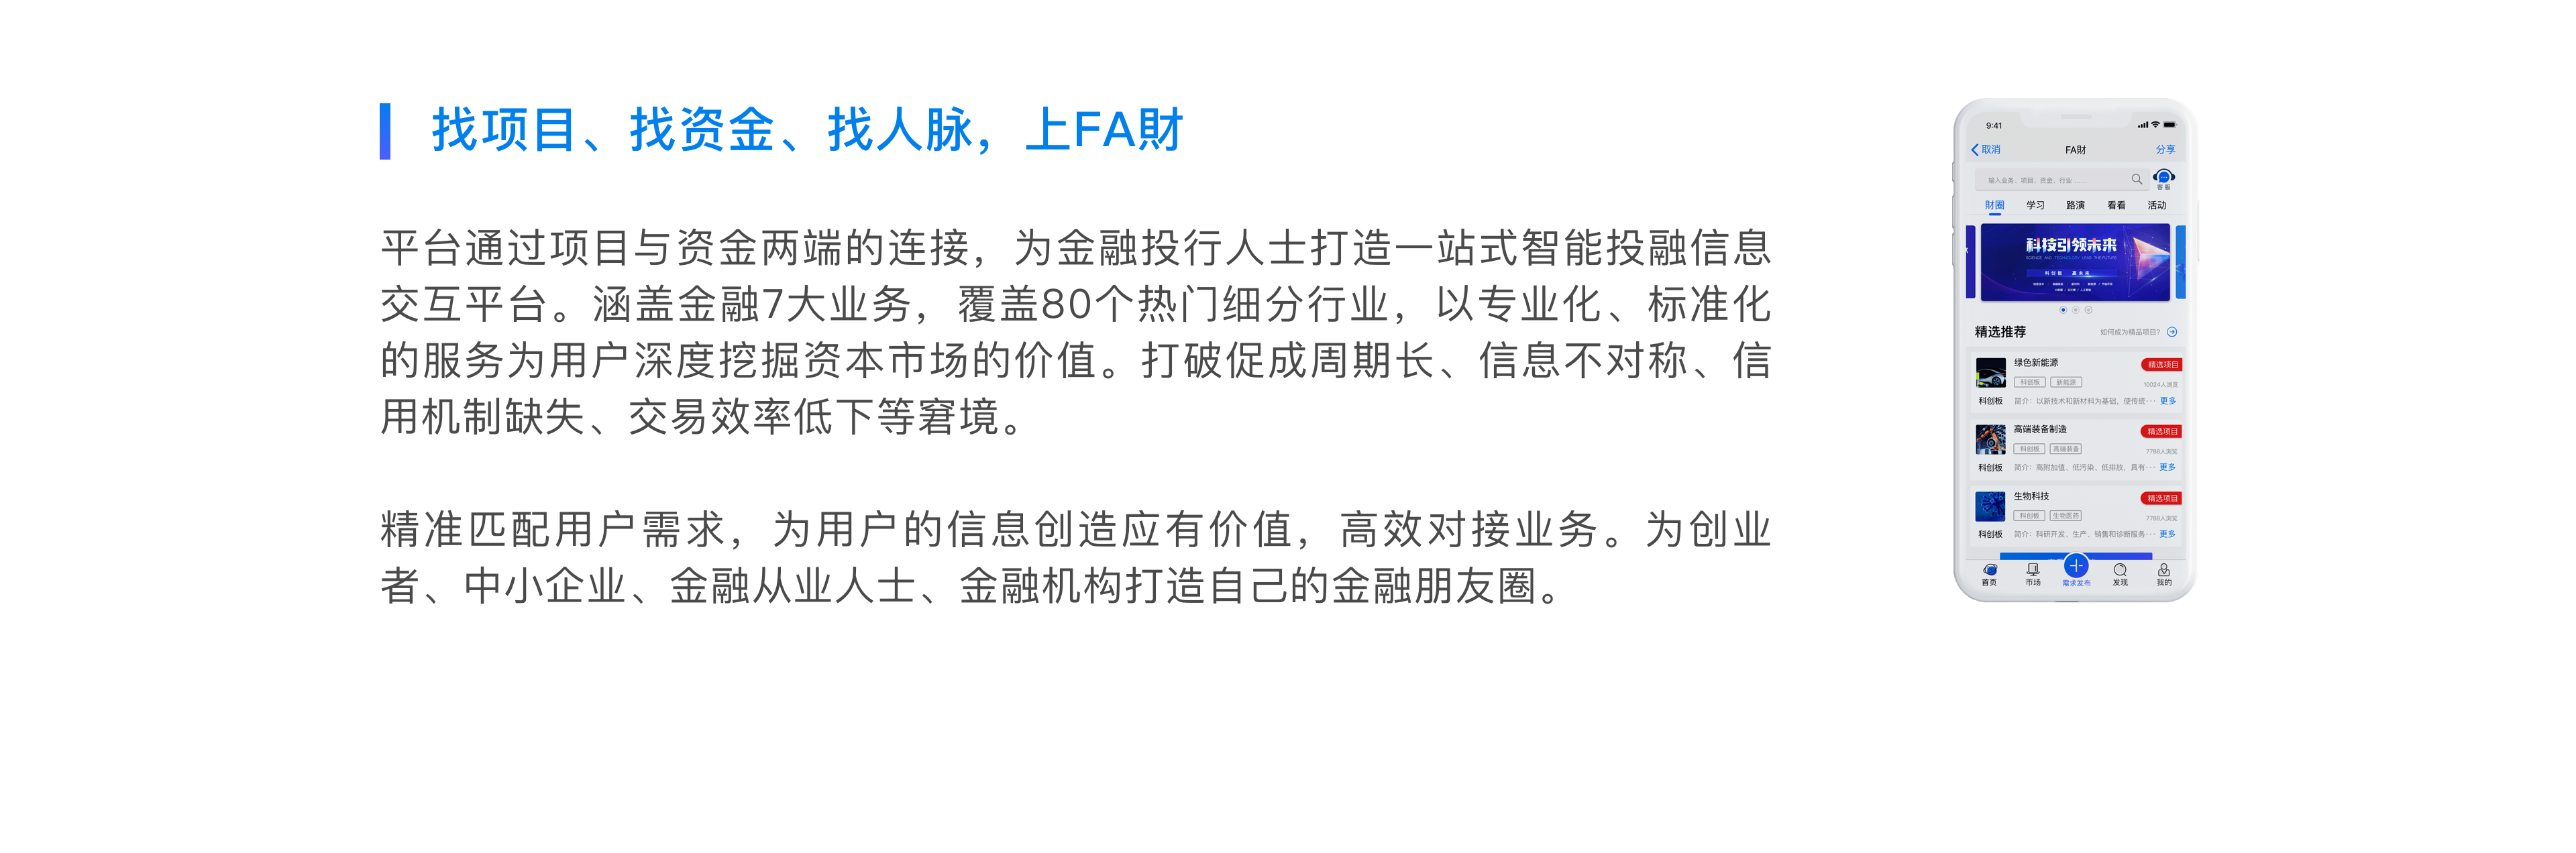 找项目、找资金、找人脉，上FA財
平台通过项目与资金两端的连接，为金融投行人士打造一站式智能投融信息
交互平台。涵盖金融7大业务，覆盖80个热门细分行业，以专业化、标准化
的服务为用户深度挖掘资本市场的价值。打破促成周期长、信息不对称、信
用机制缺失、交易效率低下等窘境。
精准匹配用户需求，为用户的信息创造应有价值，高效对接业务。为创业
者、中小企业、金融从业人士、金融机构打造自己的金融朋友圈。
9:41
取消 FA財 分享
输入业务、项目、资金、行业 ......
客服
財圈 学习 路演 看看 活动
科技引领未来
科创板 赢未来
精选推荐 如何成为精品项目?
绿色新能源 精选项目
科创板 新能源 10024人浏览
科创板 简介：以新技术和新材料为基础，使传统··· 更多
高端装备制造 精选项目
科创板 高端装备 7788人浏览
科创板 简介：高附加值、低污染、低排放，具有··· 更多
生物科技 精选项目
科创板 生物医药 7788人浏览
科创板 简介：科研开发、生产、销售和诊断服务··· 更多
首页 市场 需求发布 发现 我的